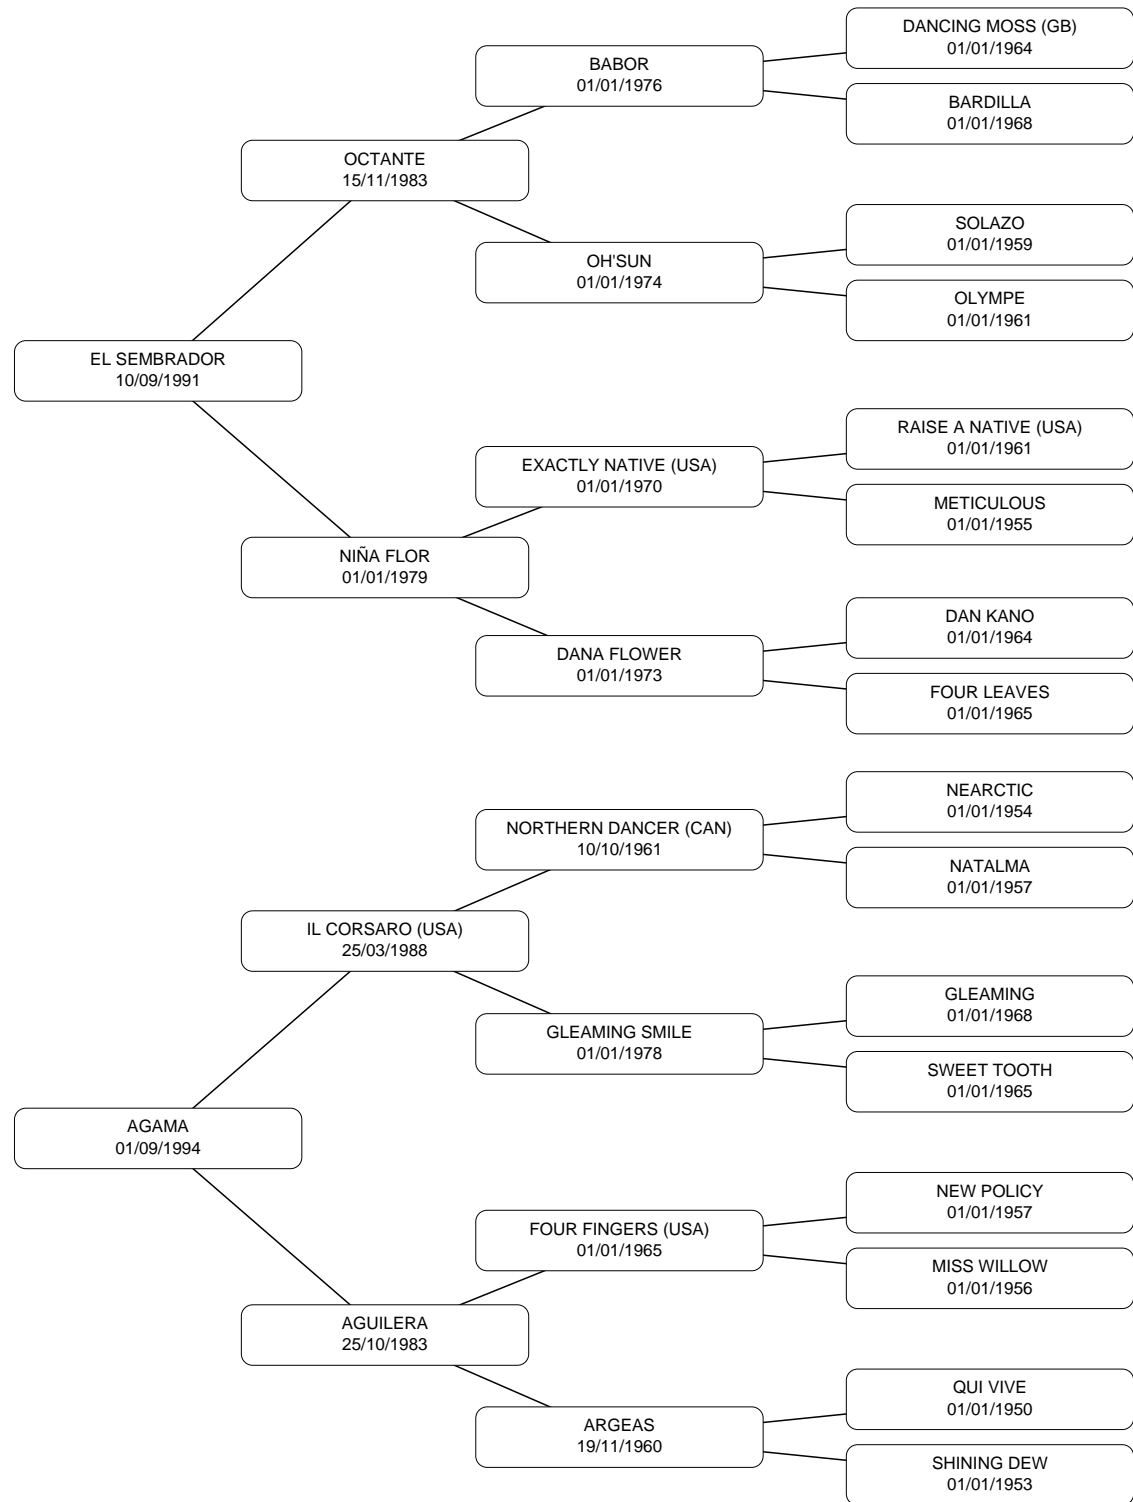 DANCING MOSS (GB)
01/01/1964
BABOR
01/01/1976
BARDILLA
01/01/1968
OCTANTE
15/11/1983
SOLAZO
01/01/1959
OH'SUN
01/01/1974
OLYMPE
01/01/1961
EL SEMBRADOR
10/09/1991
RAISE A NATIVE (USA)
01/01/1961
EXACTLY NATIVE (USA)
01/01/1970
METICULOUS
01/01/1955
NIÑA FLOR
01/01/1979
DAN KANO
01/01/1964
DANA FLOWER
01/01/1973
FOUR LEAVES
01/01/1965
NEARCTIC
01/01/1954
NORTHERN DANCER (CAN)
10/10/1961
NATALMA
01/01/1957
IL CORSARO (USA)
25/03/1988
GLEAMING
01/01/1968
GLEAMING SMILE
01/01/1978
SWEET TOOTH
01/01/1965
AGAMA
01/09/1994
NEW POLICY
01/01/1957
FOUR FINGERS (USA)
01/01/1965
MISS WILLOW
01/01/1956
AGUILERA
25/10/1983
QUI VIVE
01/01/1950
ARGEAS
19/11/1960
SHINING DEW
01/01/1953